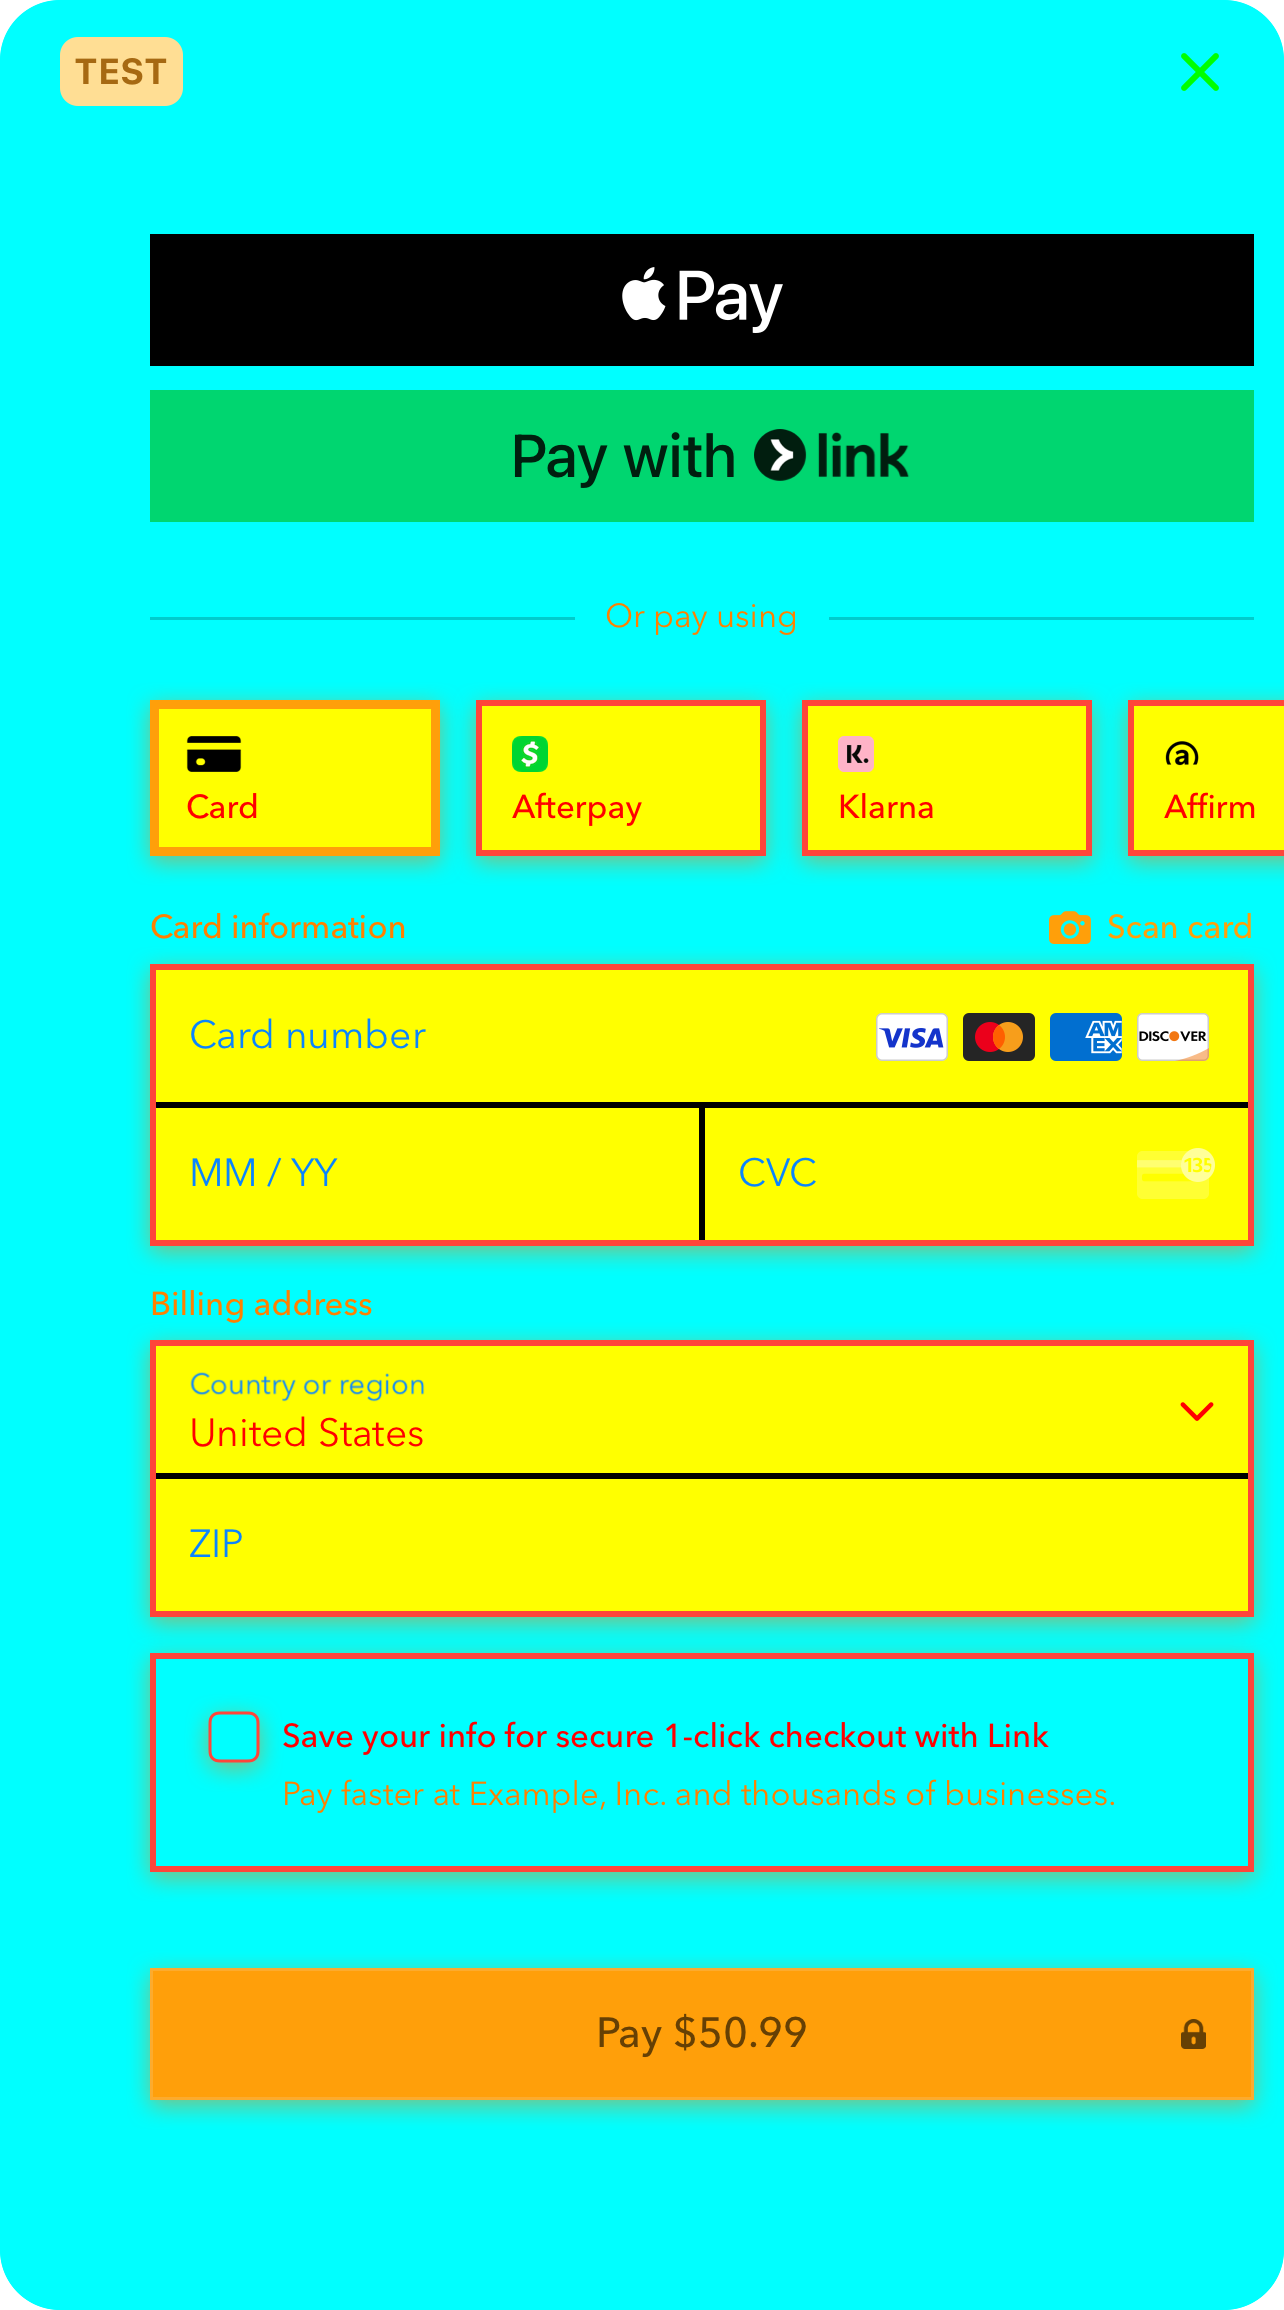 TEST
Pay
Pay with link
Or pay using
Card
Afterpay
Klarna
Affirm
Card information
Scan card
Card number
VISA
AMEX
DISCOVER
MM / YY
CVC
135
Billing address
Country or region
United States
ZIP
Save your info for secure 1-click checkout with Link
Pay faster at Example, Inc. and thousands of businesses.
Pay $50.99